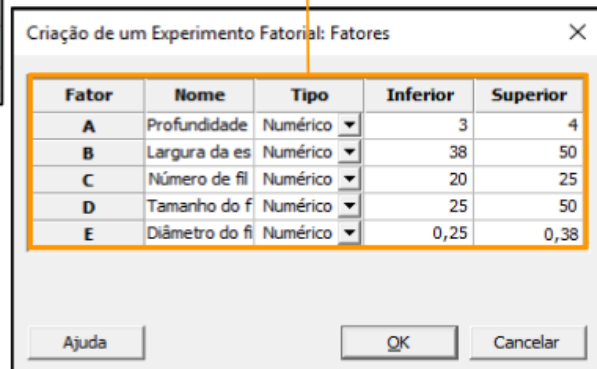 Criação de um Experimento Fatorial: Fatores
Fator Nome Tipo Inferior Superior
A Profundidade Numérico 3 4
B Largura da es Numérico 38 50
C Número de fil Numérico 20 25
D Tamanho do f Numérico 25 50
E Diâmetro do fi Numérico 0,25 0,38
Ajuda OK Cancelar